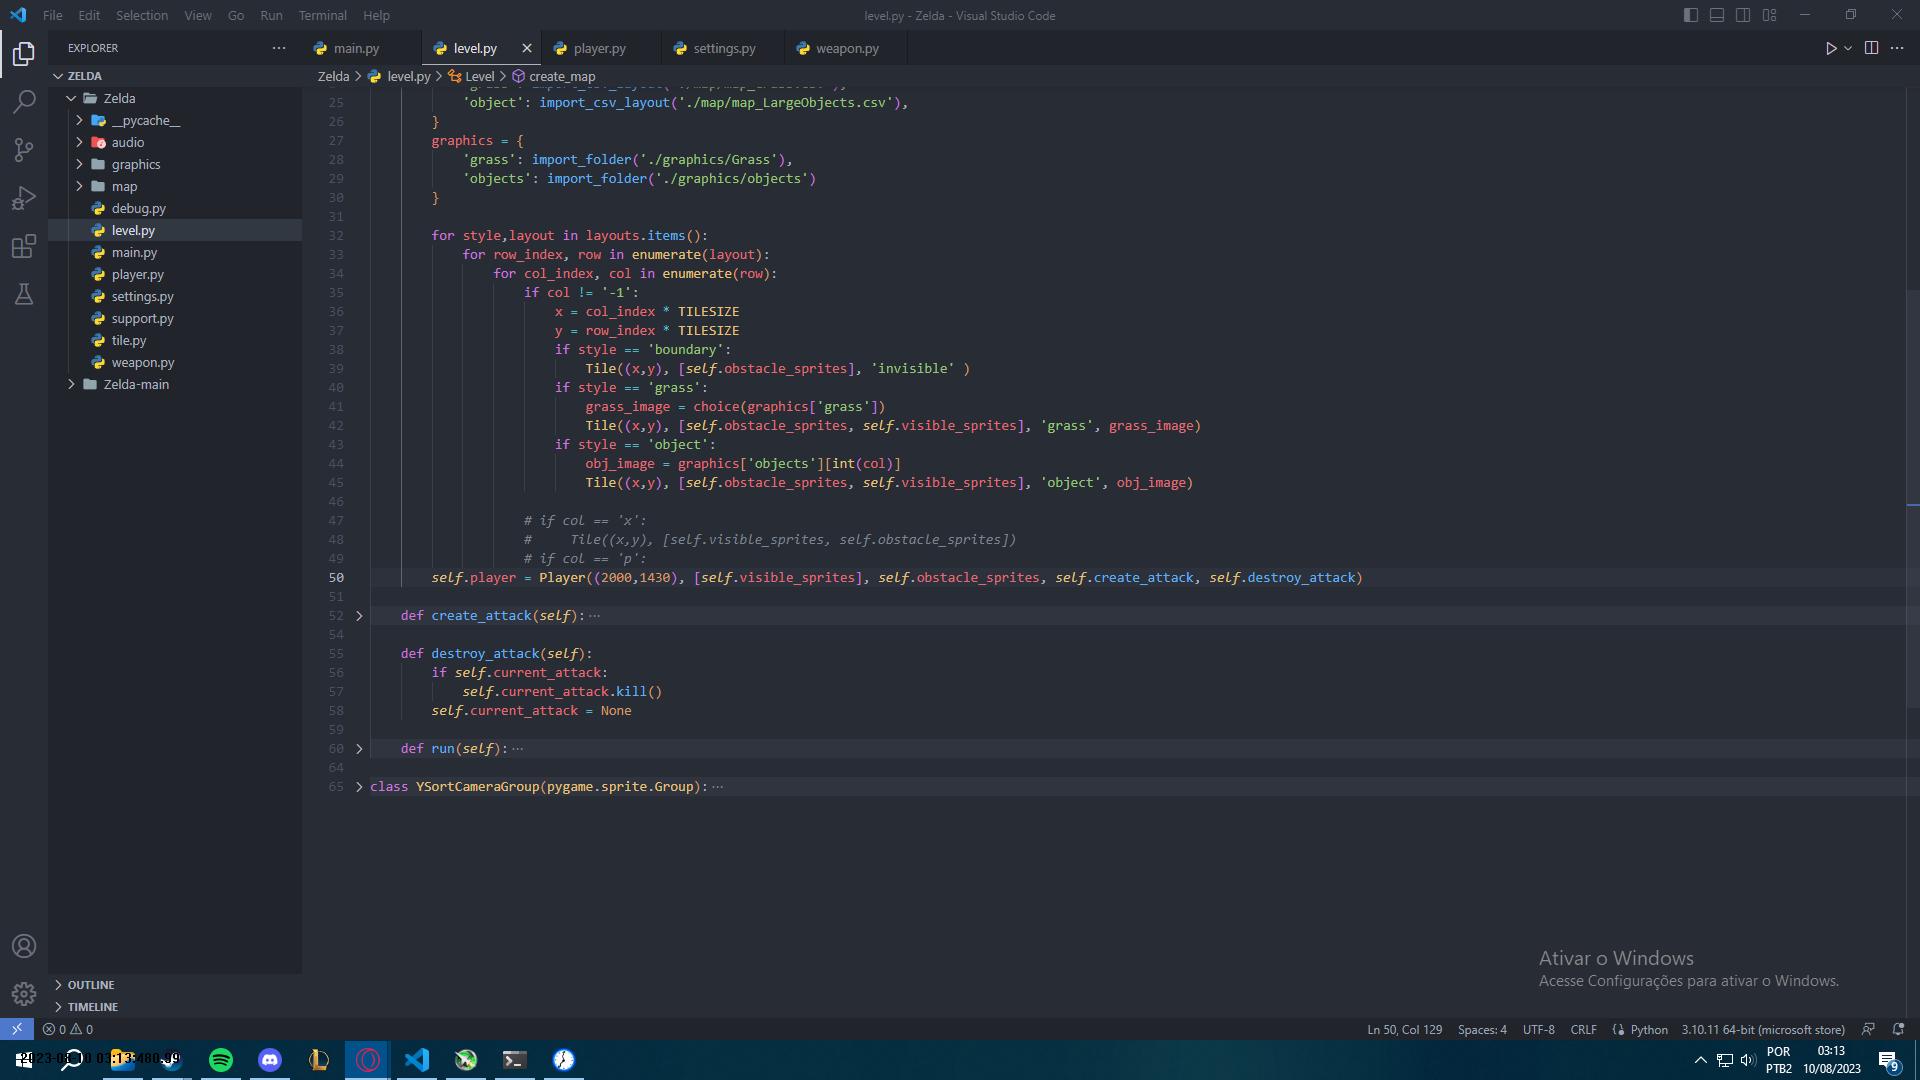 File Edit Selection View Go Run Terminal Help
level.py - Zelda - Visual Studio Code
EXPLORER
main.py
level.py
player.py
settings.py
weapon.py
ZELDA
Zelda
__pycache__
audio
graphics
map
debug.py
level.py
main.py
player.py
settings.py
support.py
tile.py
weapon.py
Zelda-main
OUTLINE
TIMELINE
Zelda > level.py > Level > create_map
25 'object': import_csv_layout('./map/map_LargeObjects.csv'),
26 }
27 graphics = {
28 'grass': import_folder('./graphics/Grass'),
29 'objects': import_folder('./graphics/objects')
30 }
31
32 for style,layout in layouts.items():
33 for row_index, row in enumerate(layout):
34 for col_index, col in enumerate(row):
35 if col != '-1':
36 x = col_index * TILESIZE
37 y = row_index * TILESIZE
38 if style == 'boundary':
39 Tile((x,y), [self.obstacle_sprites], 'invisible' )
40 if style == 'grass':
41 grass_image = choice(graphics['grass'])
42 Tile((x,y), [self.obstacle_sprites, self.visible_sprites], 'grass', grass_image)
43 if style == 'object':
44 obj_image = graphics['objects'][int(col)]
45 Tile((x,y), [self.obstacle_sprites, self.visible_sprites], 'object', obj_image)
46
47 # if col == 'x':
48 # Tile((x,y), [self.visible_sprites, self.obstacle_sprites])
49 # if col == 'p':
50 self.player = Player((2000,1430), [self.visible_sprites], self.obstacle_sprites, self.create_attack, self.destroy_attack)
51
52 def create_attack(self): ···
54
55 def destroy_attack(self):
56 if self.current_attack:
57 self.current_attack.kill()
58 self.current_attack = None
59
60 def run(self): ···
64
65 class YSortCameraGroup(pygame.sprite.Group): ···
Ativar o Windows
Acesse Configurações para ativar o Windows.
0 0
Ln 50, Col 129 Spaces: 4 UTF-8 CRLF Python 3.10.11 64-bit (microsoft store)
POR
PTB2
03:13
10/08/2023
9